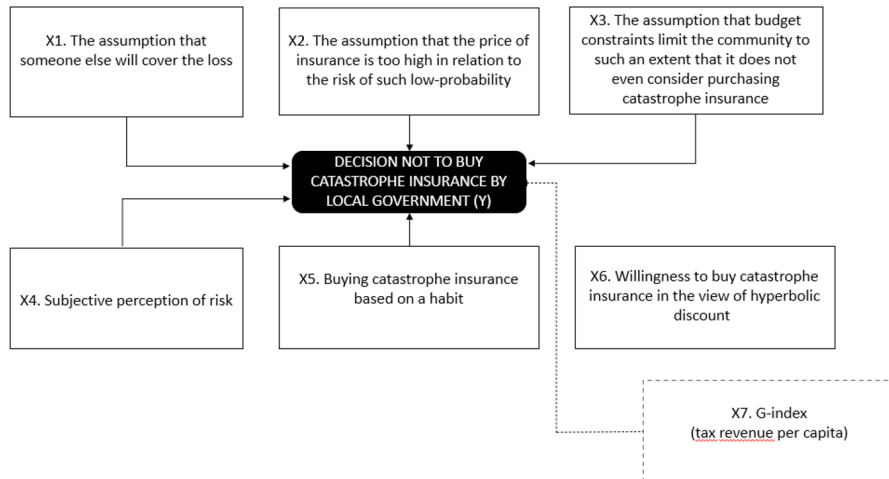 X1. The assumption that
someone else will cover the loss
X2. The assumption that the price of
insurance is too high in relation to
the risk of such low-probability
X3. The assumption that budget
constraints limit the community to
such an extent that it does not
even consider purchasing
catastrophe insurance
DECISION NOT TO BUY
CATASTROPHE INSURANCE BY
LOCAL GOVERNMENT (Y)
X4. Subjective perception of risk
X5. Buying catastrophe insurance
based on a habit
X6. Willingness to buy catastrophe
insurance in the view of hyperbolic
discount
X7. G-index
(tax revenue per capita)